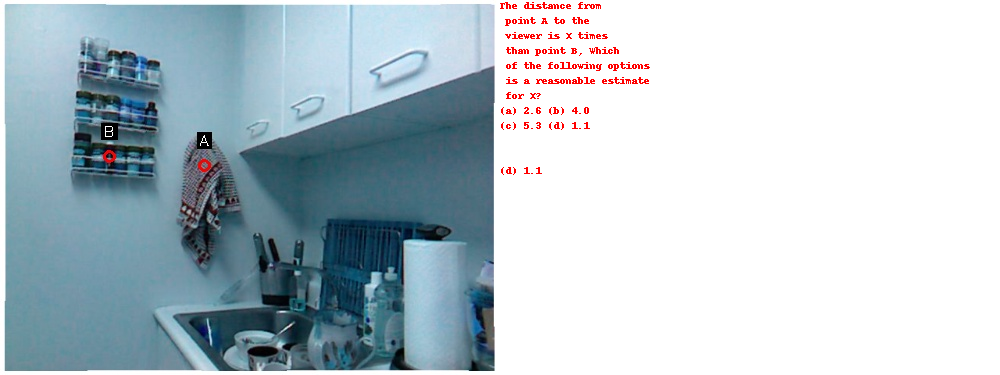 The distance from
point A to the
viewer is X times
than point B, Which
of the following options
is a reasonable estimate
for X?
(a) 2.6 (b) 4.0
(c) 5.3 (d) 1.1
(d) 1.1
B
A